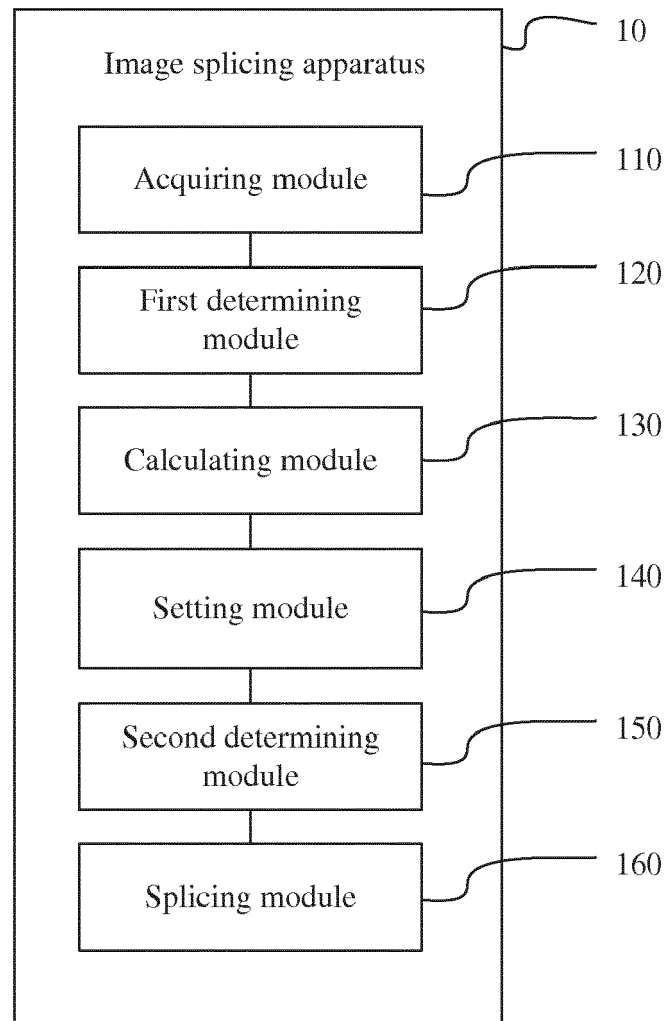 10
Image splicing apparatus
Acquiring module
110
First determining
module
120
Calculating module
130
Setting module
140
Second determining
module
150
Splicing module
160